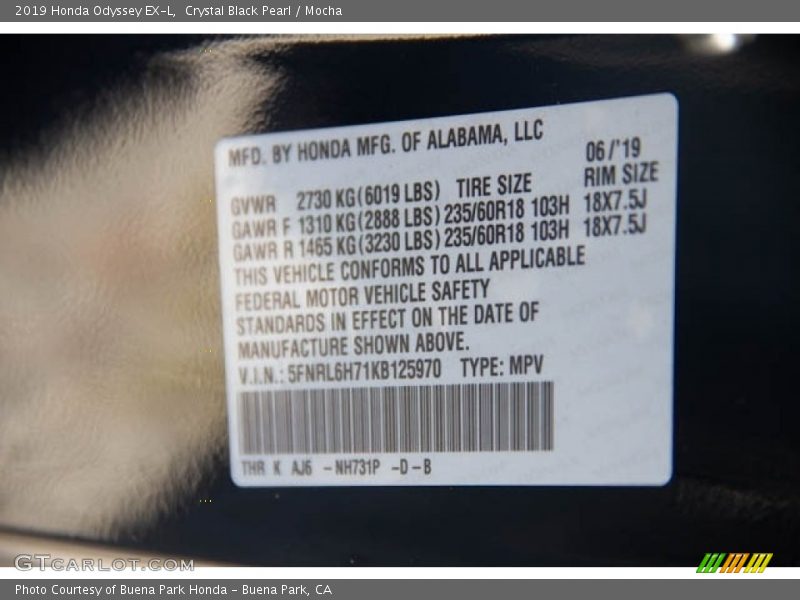 2019 Honda Odyssey EX-L,  Crystal Black Pearl / Mocha
MFD. BY HONDA MFG. OF ALABAMA, LLC
06/'19
GVWR 2730 KG(6019 LBS) TIRE SIZE RIM SIZE
GAWR F 1310 KG(2888 LBS) 235/60R18 103H 18X7.5J
GAWR R 1465 KG(3230 LBS) 235/60R18 103H 18X7.5J
THIS VEHICLE CONFORMS TO ALL APPLICABLE
FEDERAL MOTOR VEHICLE SAFETY
STANDARDS IN EFFECT ON THE DATE OF
MANUFACTURE SHOWN ABOVE.
V.I.N.: 5FNRL6H71KB125970 TYPE: MPV
THR K AJ6 -NH731P -D-B
GTCARLOT.COM
Photo Courtesy of Buena Park Honda - Buena Park, CA